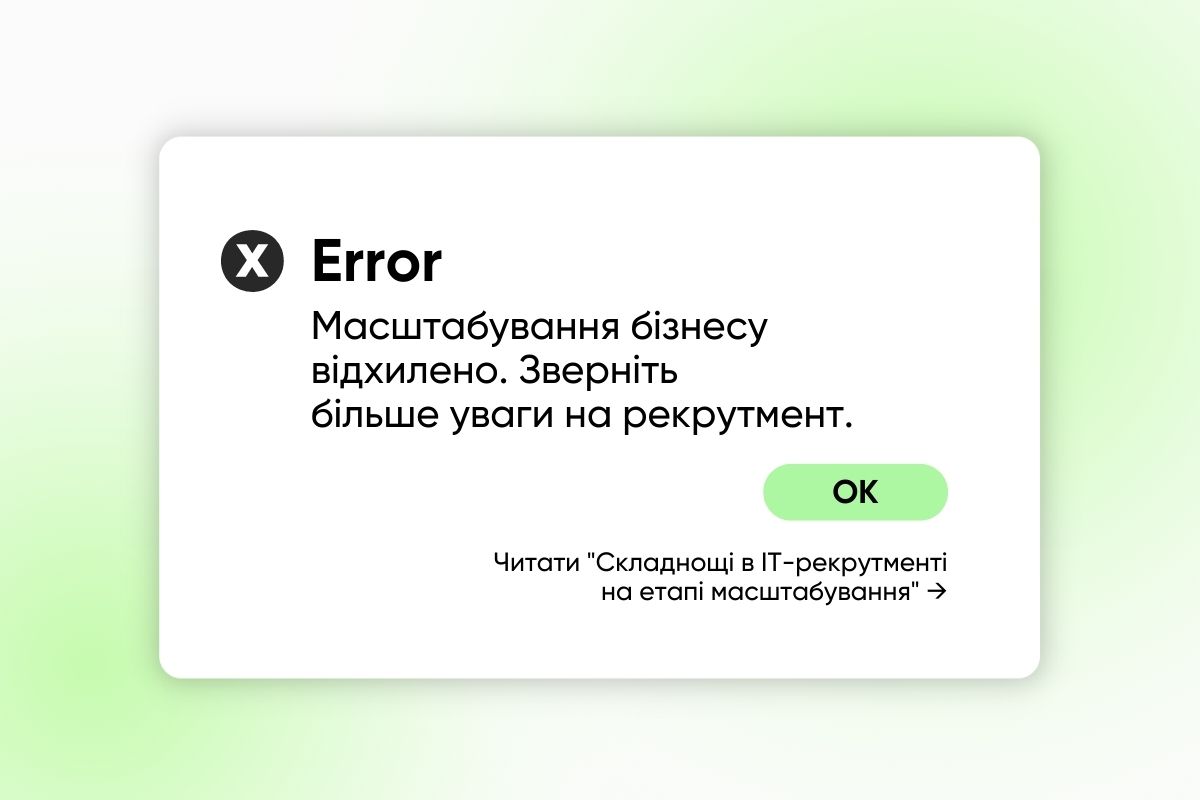 X Error
Масштабування бізнесу
відхилено. Зверніть
більше уваги на рекрутмент.
OK
Читати "Складнощі в IT-рекрутменті
на етапі масштабування" →